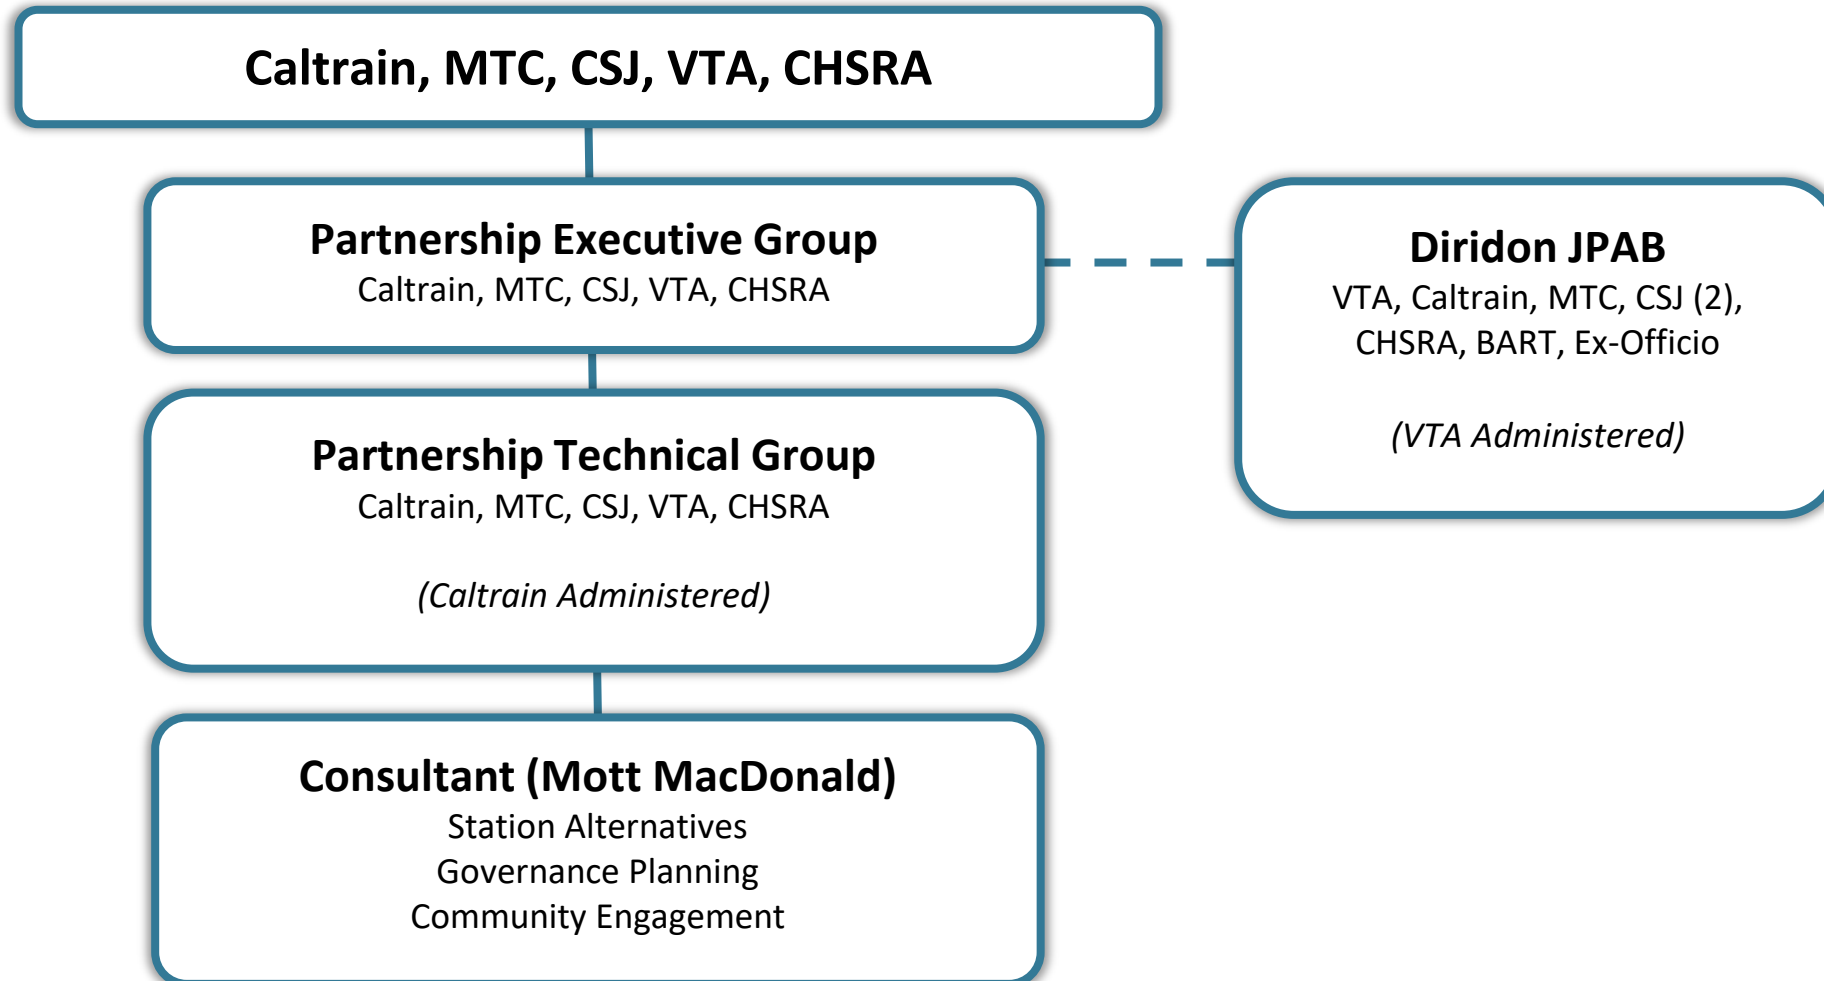 Caltrain, MTC, CSJ, VTA, CHSRA
Partnership Executive Group
Caltrain, MTC, CSJ, VTA, CHSRA
Diridon JPAB
VTA, Caltrain, MTC, CSJ (2),
CHSRA, BART, Ex-Officio
(VTA Administered)
Partnership Technical Group
Caltrain, MTC, CSJ, VTA, CHSRA
(Caltrain Administered)
Consultant (Mott MacDonald)
Station Alternatives
Governance Planning
Community Engagement